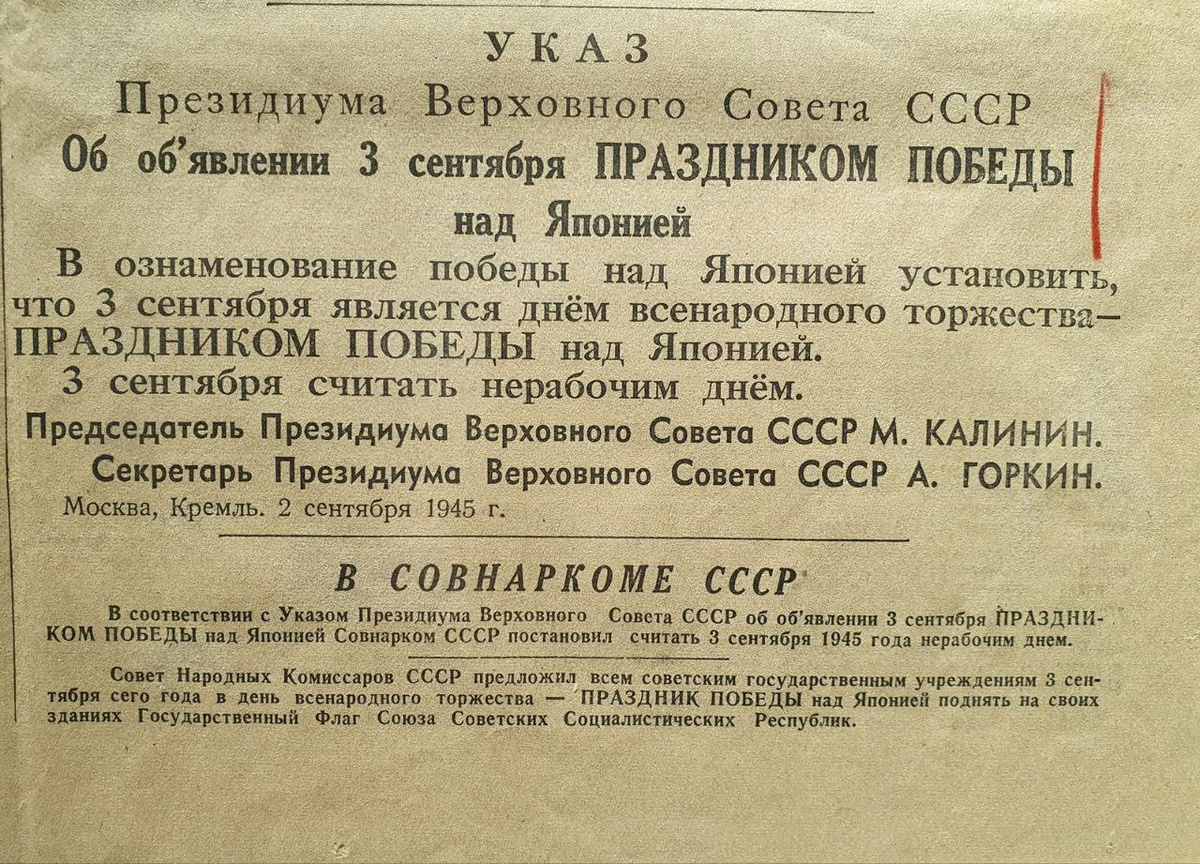 УКАЗ
Президиума Верховного Совета СССР
Об об’явлении 3 сентября ПРАЗДНИКОМ ПОБЕДЫ
над Японией
В ознаменование победы над Японией установить,
что 3 сентября является днём всенародного торжества—
ПРАЗДНИКОМ ПОБЕДЫ над Японией.
3 сентября считать нерабочим днём.
Председатель Президиума Верховного Совета СССР М. КАЛИНИН.
Секретарь Президиума Верховного Совета СССР А. ГОРКИН.
Москва, Кремль. 2 сентября 1945 г.
В СОВНАРКОМЕ СССР
В соответствии с Указом Президиума Верховного Совета СССР об об’явлении 3 сентября ПРАЗДНИ-
КОМ ПОБЕДЫ над Японией Совнарком СССР постановил считать 3 сентября 1945 года нерабочим днем.
Совет Народных Комиссаров СССР предложил всем советским государственным учреждениям 3 сен-
тября сего года в день всенародного торжества — ПРАЗДНИК ПОБЕДЫ над Японией поднять на своих
зданиях Государственный Флаг Союза Советских Социалистических Республик.